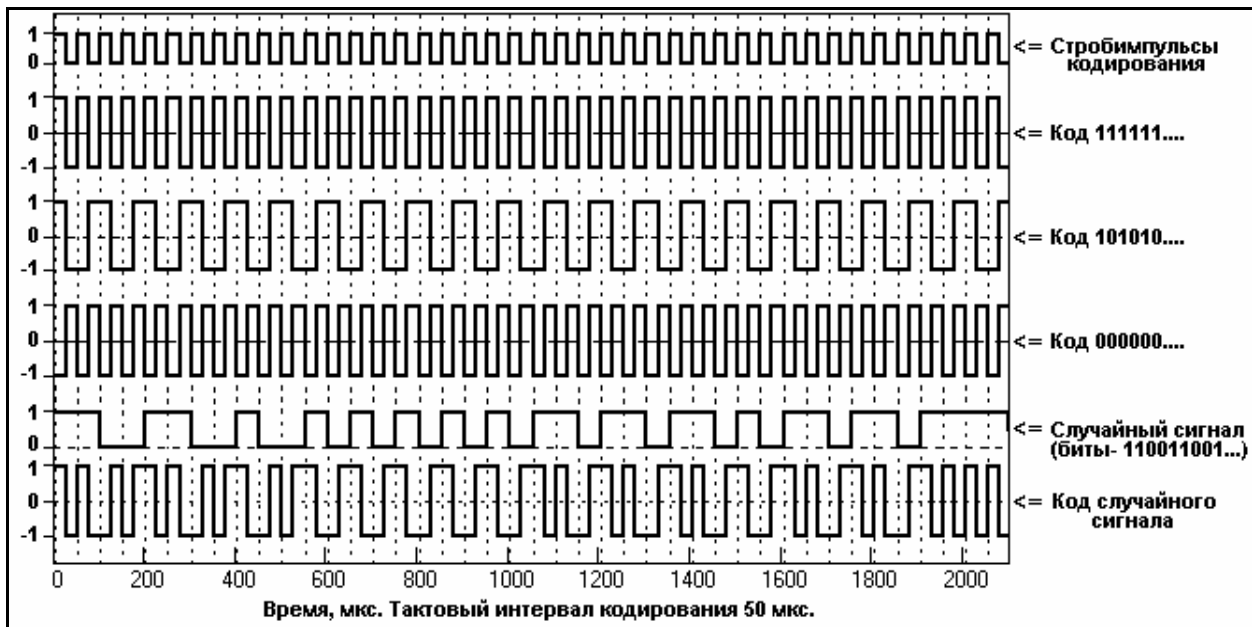 1
0
<= Стробимпульсы
кодирования
1
0
-1
<= Код 111111....
1
0
-1
<= Код 101010....
1
0
-1
<= Код 000000....
1
0
<= Случайный сигнал
(биты- 110011001...)
1
0
-1
<= Код случайного
сигнала
0 200 400 600 800 1000 1200 1400 1600 1800 2000
Время, мкс. Тактовый интервал кодирования 50 мкс.